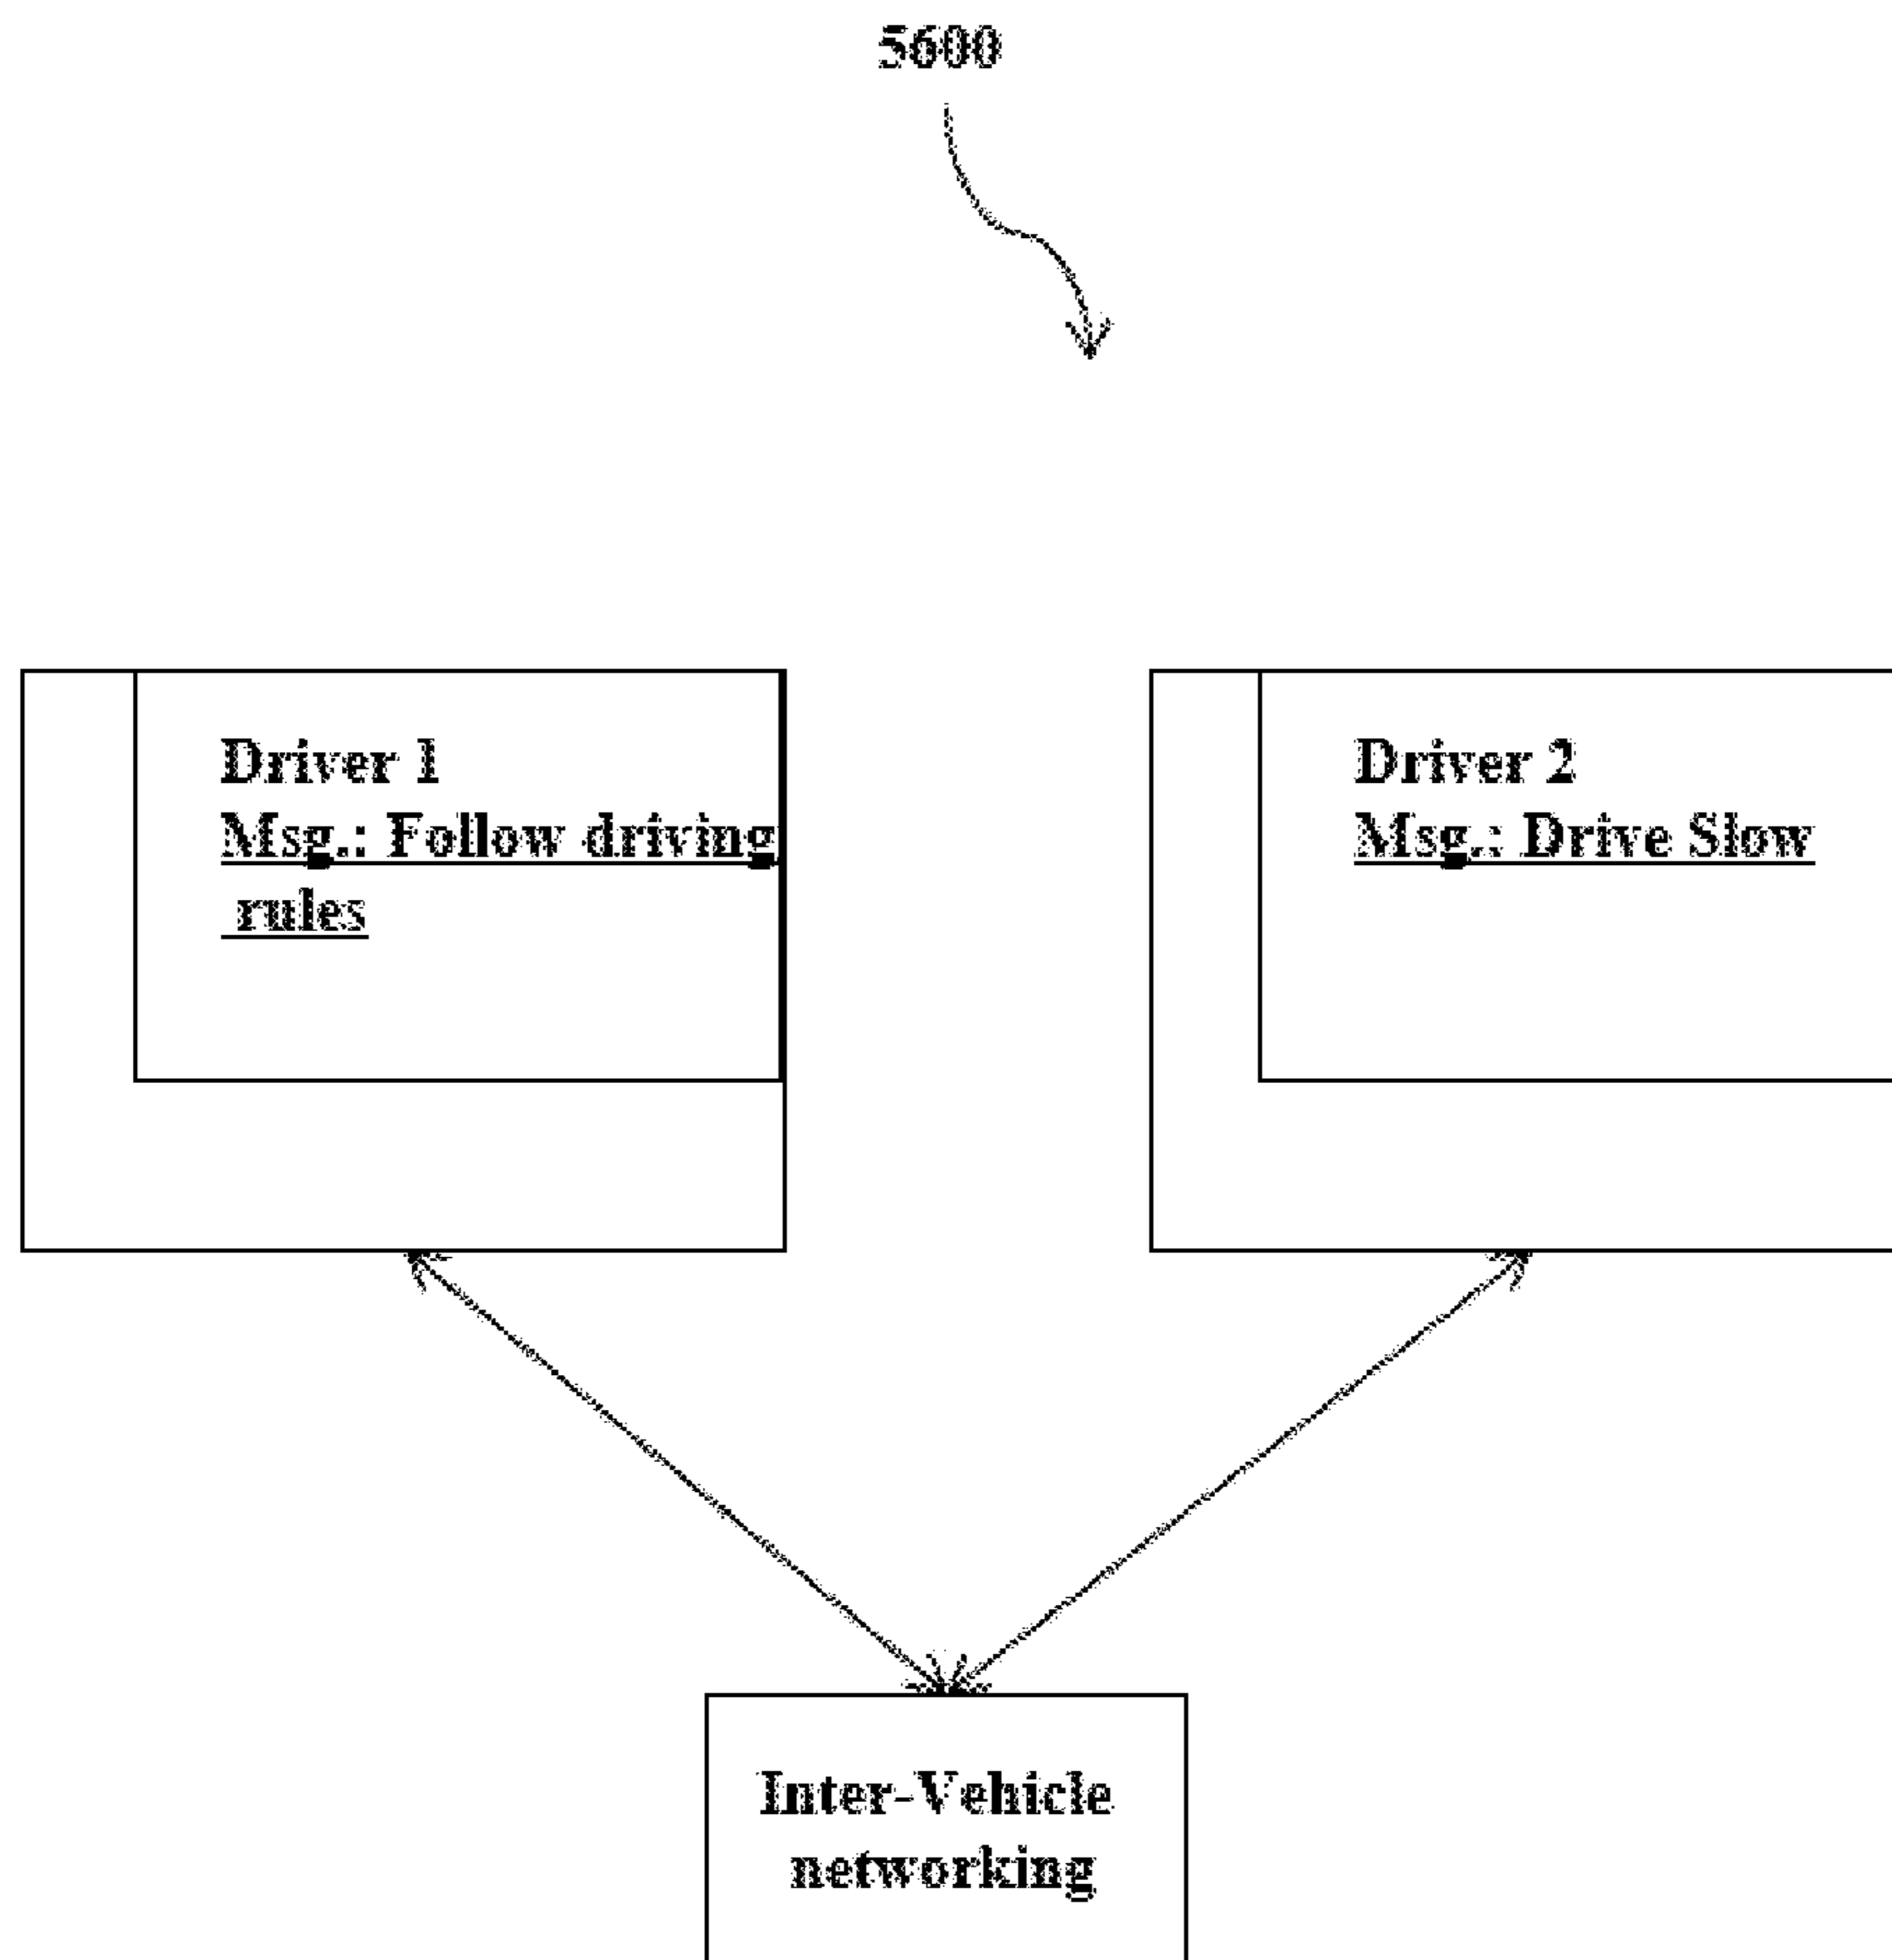 5600
Driver 1
Msg.: Follow driving
rules
Driver 2
Msg.: Drive Slow
Inter-Vehicle
networking